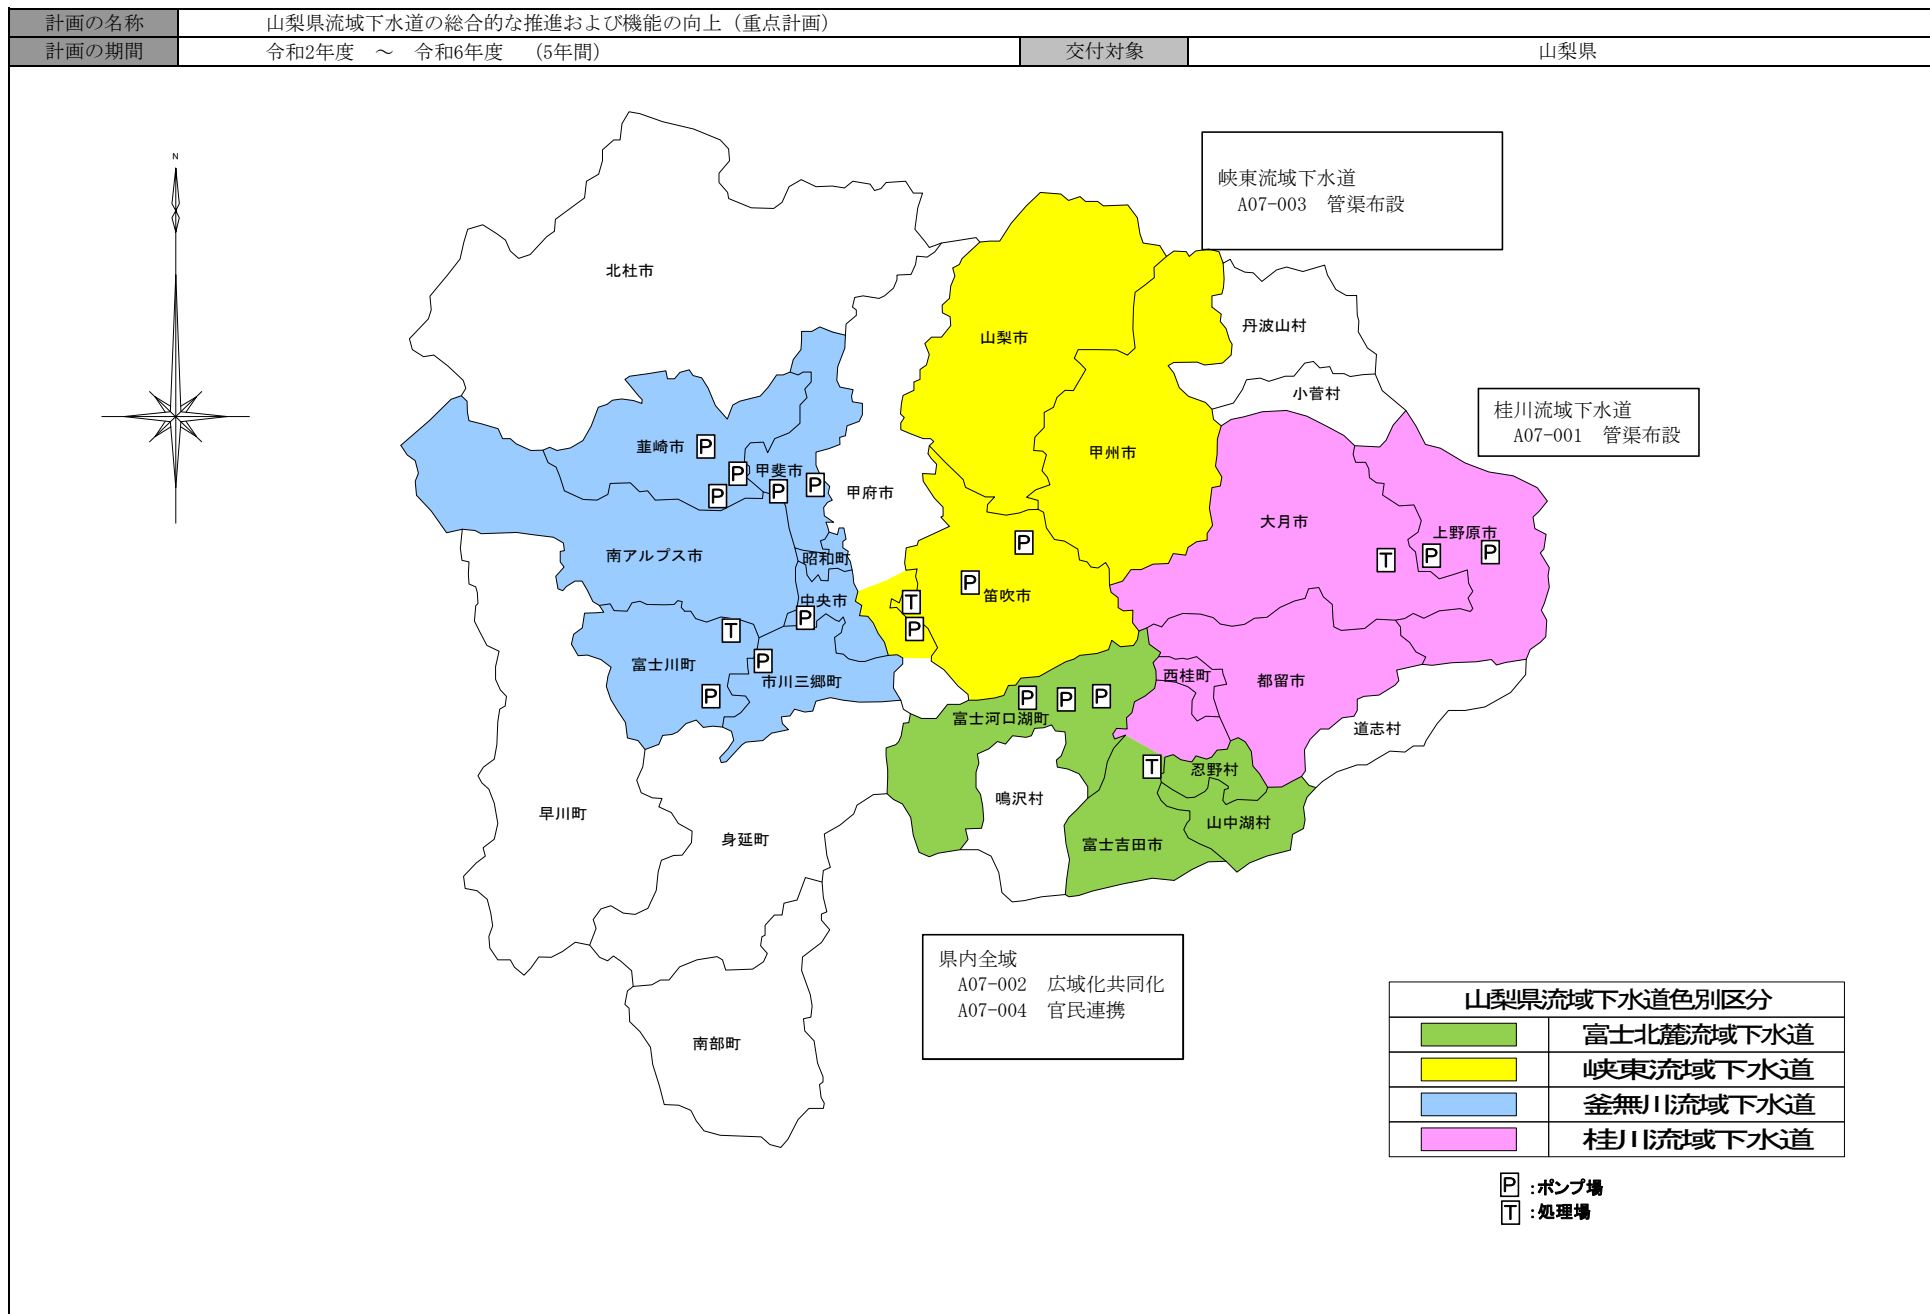 計画の名称 山梨県流域下水道の総合的な推進および機能の向上（重点計画）
計画の期間 令和2年度 ～ 令和6年度 (5年間) 交付対象 山梨県
N
峡東流域下水道
A07-003 管渠布設
北杜市
丹波山村
山梨市
小菅村
桂川流域下水道
A07-001 管渠布設
韮崎市
P
甲州市
甲斐市
P
P
P
P
甲府市
大月市
上野原市
南アルプス市
昭和町
P
T
P
P
P
笛吹市
中央市
T
P
T
P
P
富士川町
市川三郷町
西桂町
都留市
P
P
P
P
富士河口湖町
道志村
T
忍野村
鳴沢村
早川町
山中湖村
身延町
富士吉田市
県内全域
A07-002 広域化共同化
A07-004 官民連携
南部町
山梨県流域下水道色別区分
富士北麓流域下水道
峡東流域下水道
釜無川流域下水道
桂川流域下水道
P :ポンプ場
T :処理場